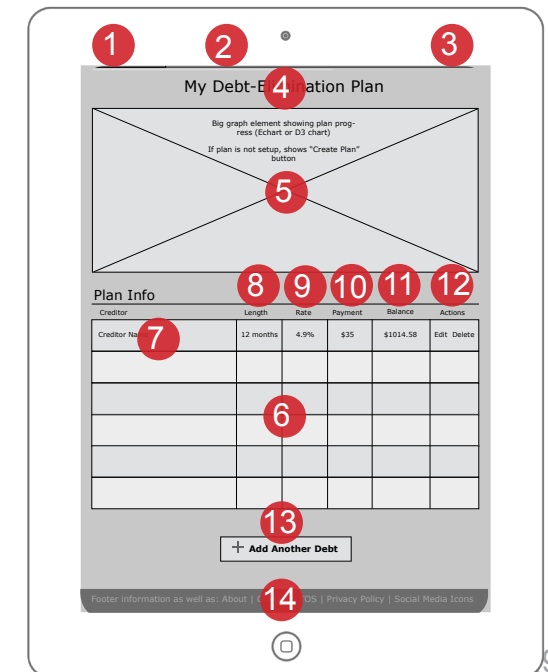 1 2 3
My Debt-Elimination Plan
4
Big graph element showing plan prog-
ress (Echart or D3 chart)
If plan is not setup, shows "Create Plan"
button
5
8 9 10 11 12
Plan Info
Creditor Length Rate Payment Balance Actions
Creditor 12 months 4.9% $35 $1014.58 Edit Delete
7
6
13
+ Add Another Debt
Footer information as well as: About | TOS | Privacy Policy | Social Media Icons
14